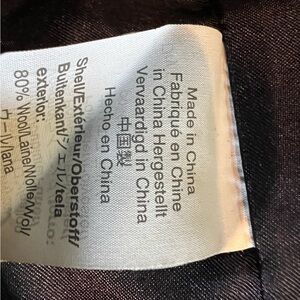 Made in China
Fabriqué en Chine
in China Hergestellt
Vervaardigd in China
中国製
Hecho en China
Shell/Extérieur/Oberstoff/
Buitenkant/シェル/tela
exterior:
80% Wool/Laine/Wolle/Wol/
ウール/lana